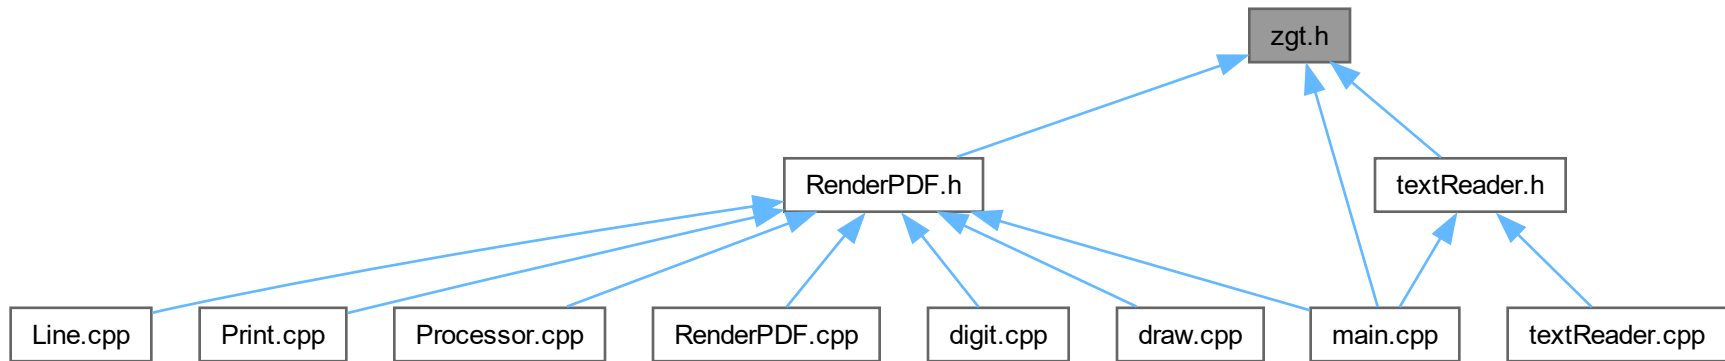 zgt.h
RenderPDF.h
textReader.h
Line.cpp
Print.cpp
Processor.cpp
RenderPDF.cpp
digit.cpp
draw.cpp
main.cpp
textReader.cpp